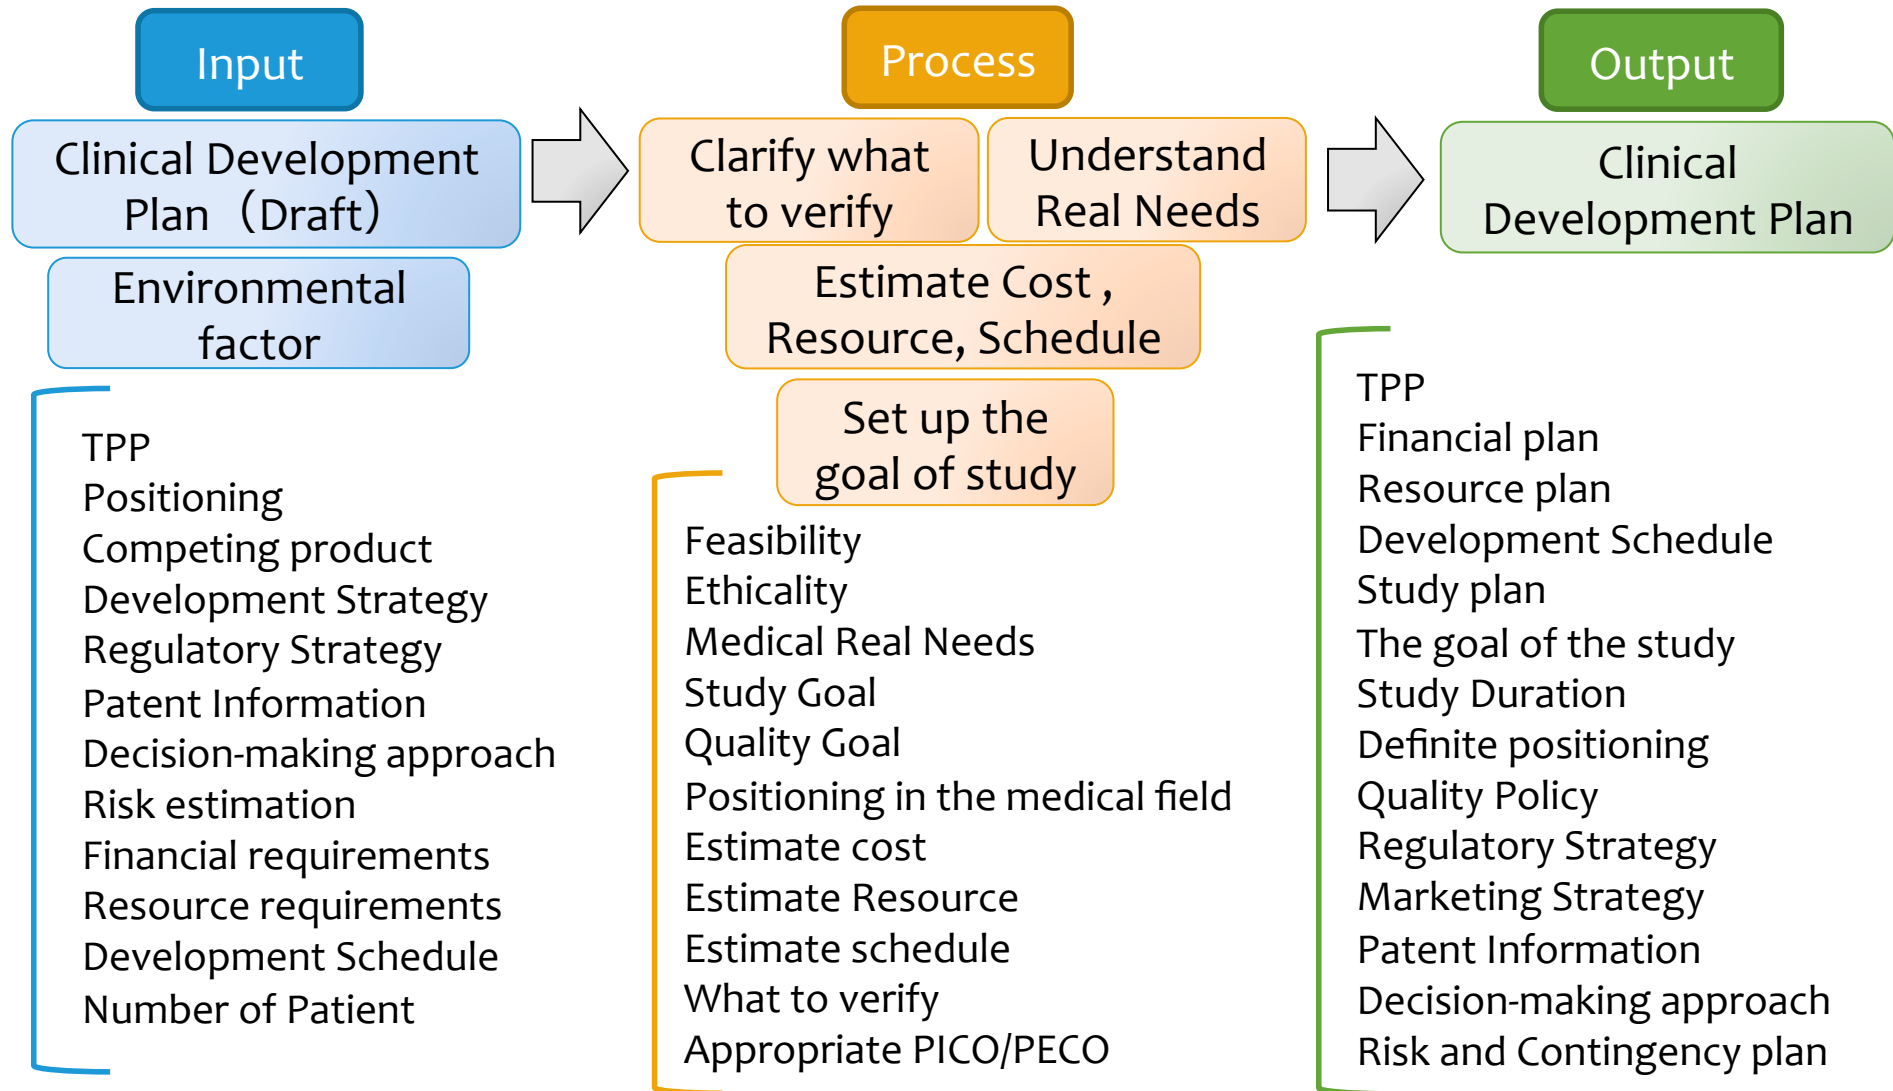 Input
Clinical Development
Plan（Draft）
Environmental
factor
TPP
Positioning
Competing product
Development Strategy
Regulatory Strategy
Patent Information
Decision-making approach
Risk estimation
Financial requirements
Resource requirements
Development Schedule
Number of Patient
Process
Clarify what
to verify
Understand
Real Needs
Estimate Cost ,
Resource, Schedule
Set up the
goal of study
Feasibility
Ethicality
Medical Real Needs
Study Goal
Quality Goal
Positioning in the medical field
Estimate cost
Estimate Resource
Estimate schedule
What to verify
Appropriate PICO/PECO
Output
Clinical
Development Plan
TPP
Financial plan
Resource plan
Development Schedule
Study plan
The goal of the study
Study Duration
Definite positioning
Quality Policy
Regulatory Strategy
Marketing Strategy
Patent Information
Decision-making approach
Risk and Contingency plan